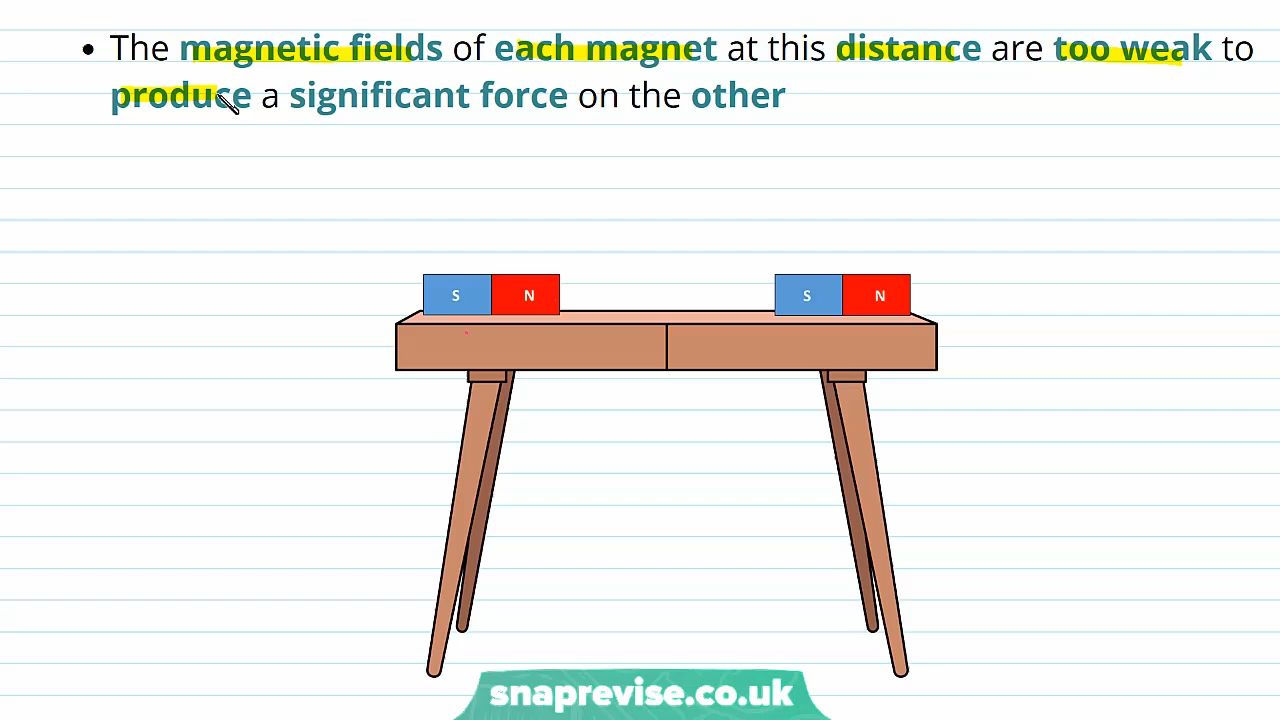 • The magnetic fields of each magnet at this distance are too weak to
produce a significant force on the other
S N S N
snaprevise.co.uk